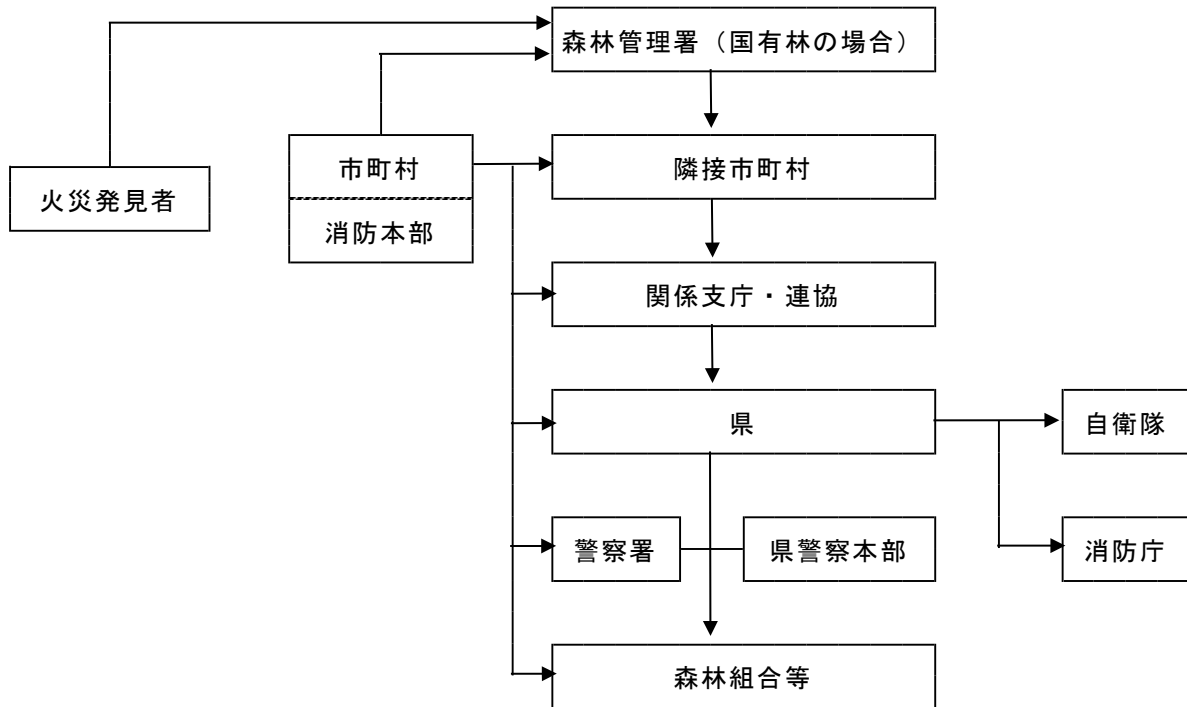 森林管理署（国有林の場合）
市町村
隣接市町村
火災発見者
消防本部
関係支庁・連協
県
自衛隊
警察署
県警察本部
消防庁
森林組合等